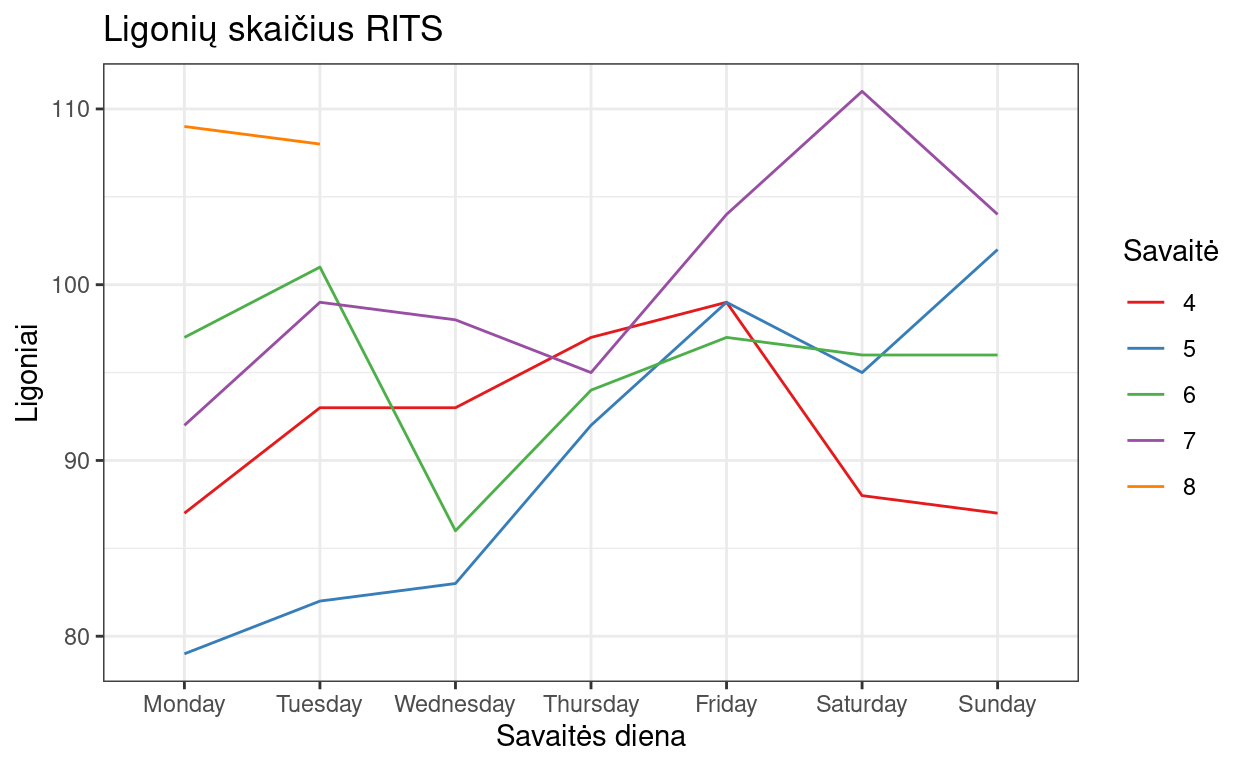 Ligonių skaičius RITS
110
100
90
80
Ligoniai
Monday Tuesday Wednesday Thursday Friday Saturday Sunday
Savaitės diena
Savaitė
4
5
6
7
8